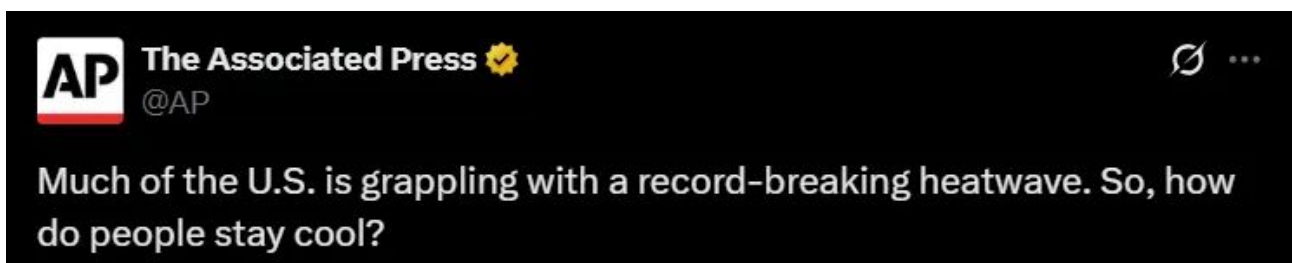 AP
The Associated Press
@AP
Much of the U.S. is grappling with a record-breaking heatwave. So, how
do people stay cool?